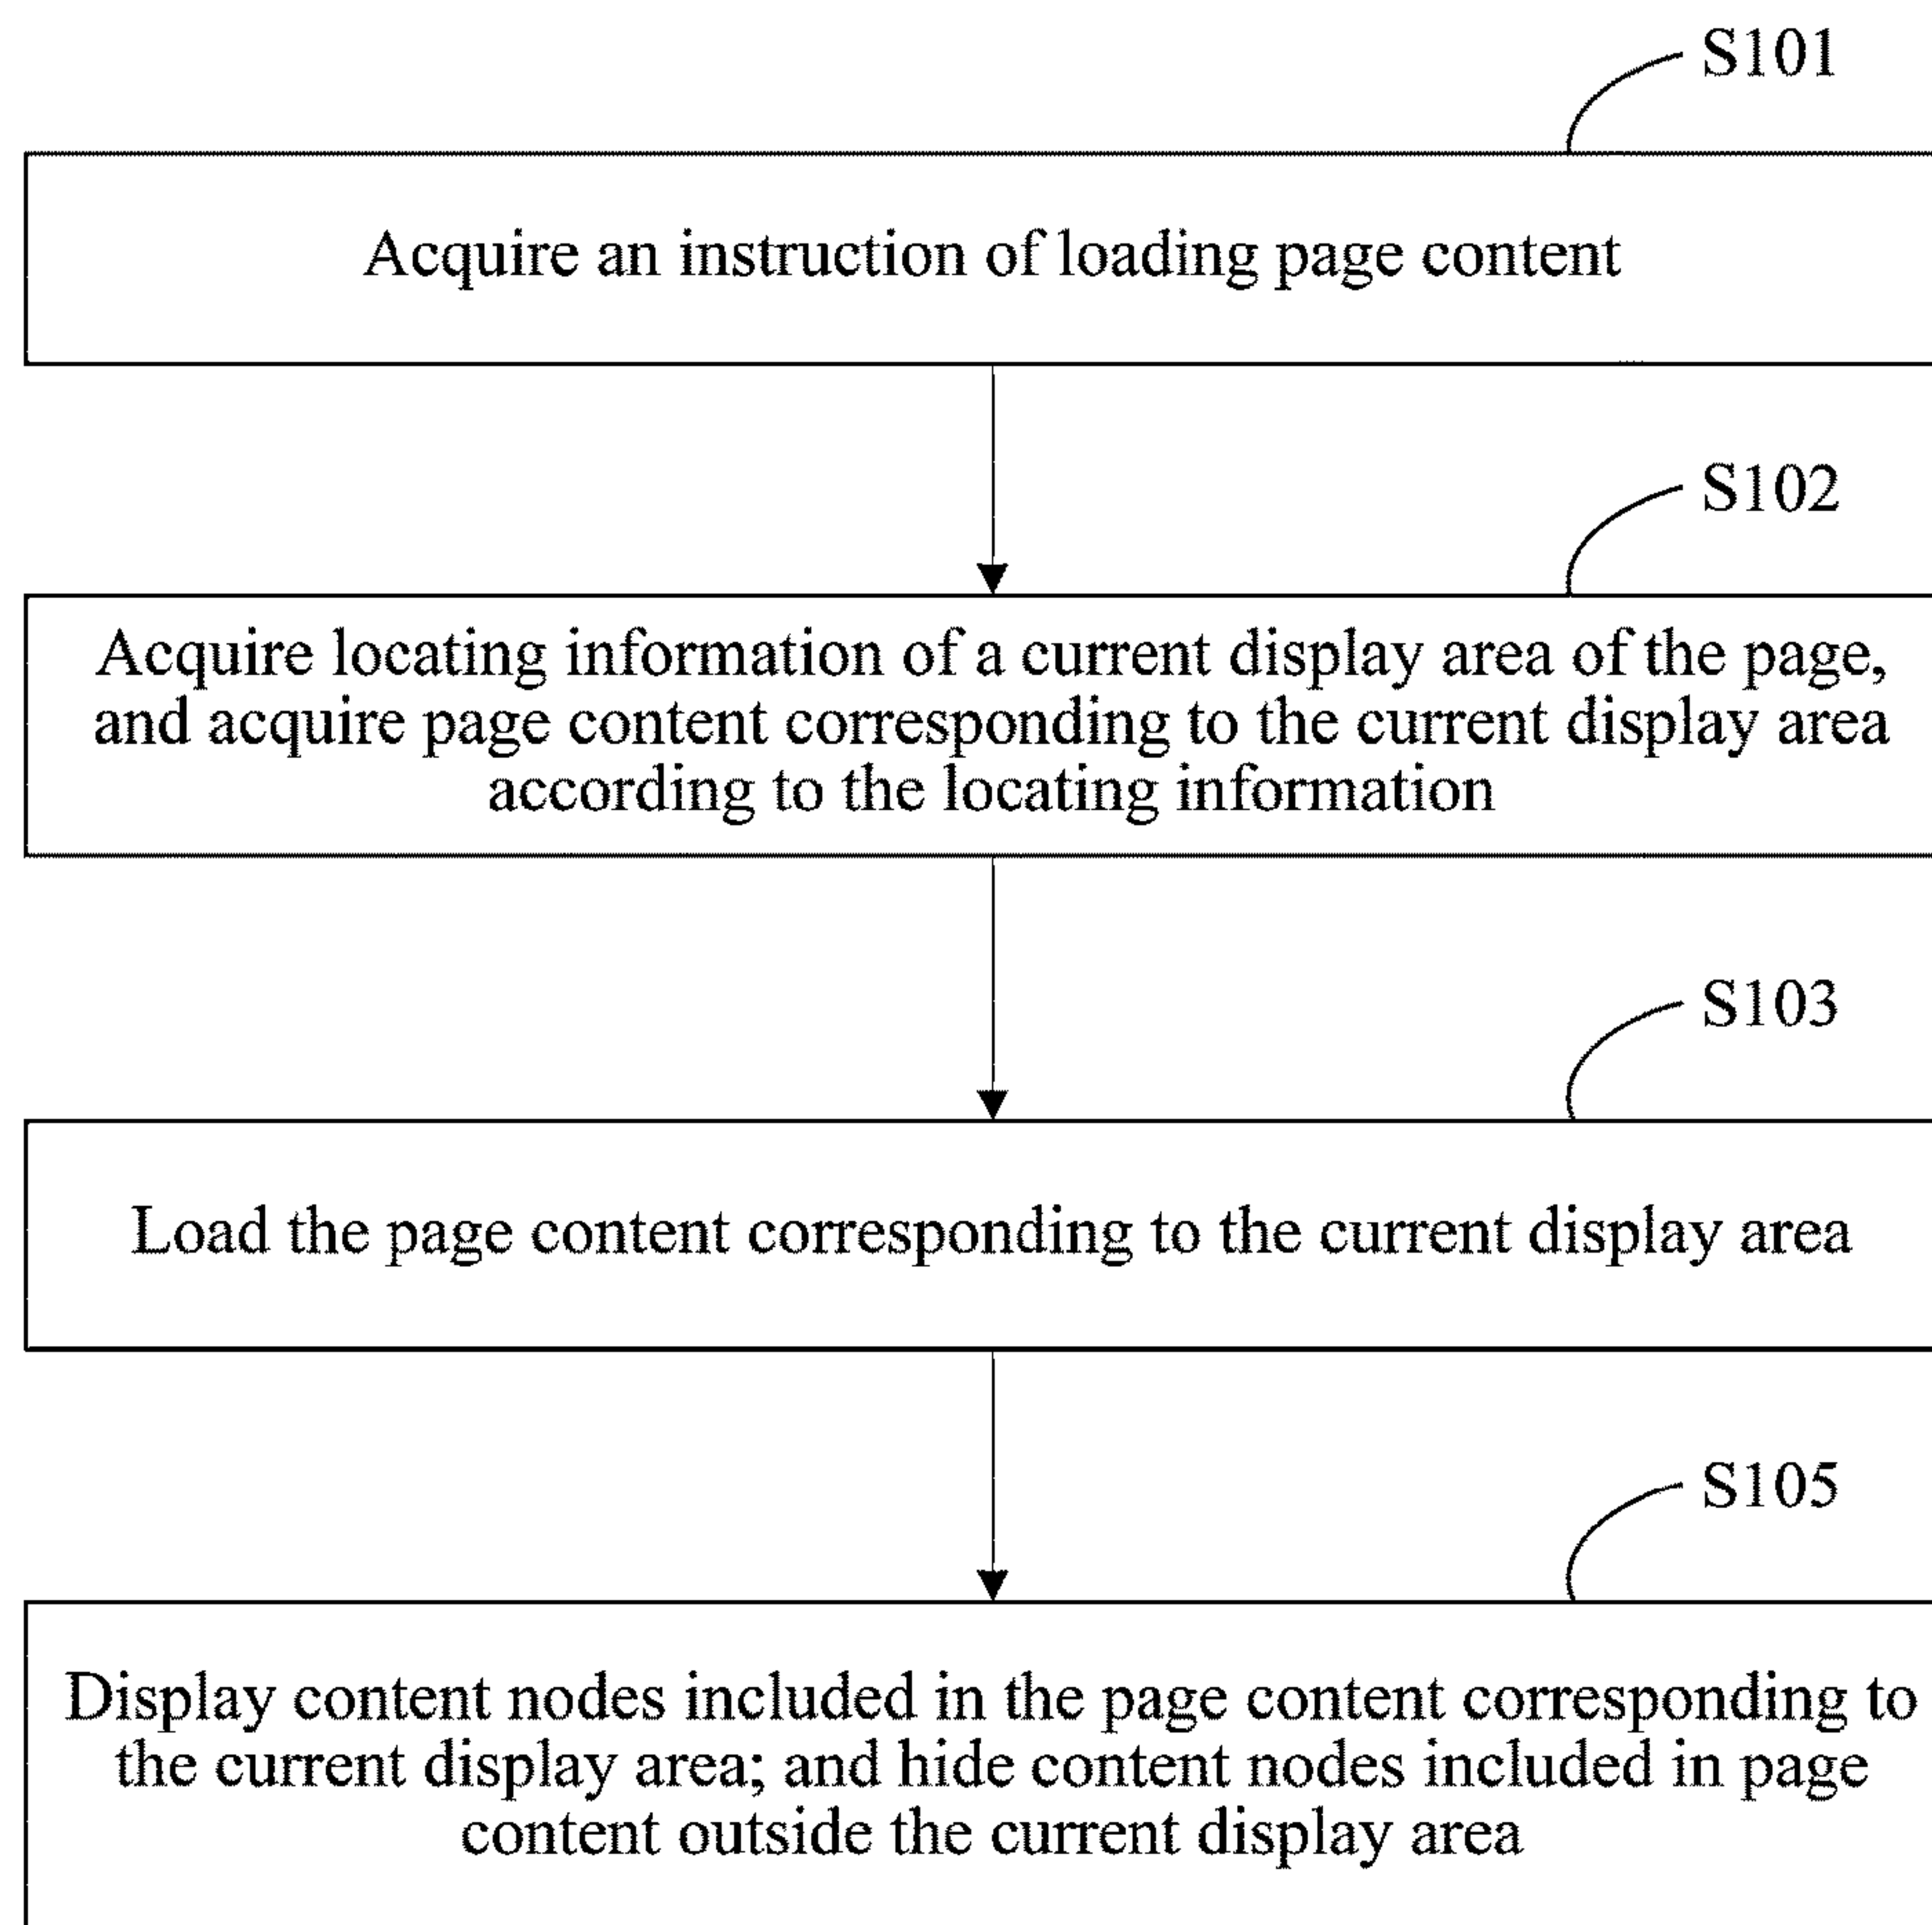 S101
Acquire an instruction of loading page content
S102
Acquire locating information of a current display area of the page,
and acquire page content corresponding to the current display area
according to the locating information
S103
Load the page content corresponding to the current display area
S105
Display content nodes included in the page content corresponding to
the current display area; and hide content nodes included in page
content outside the current display area